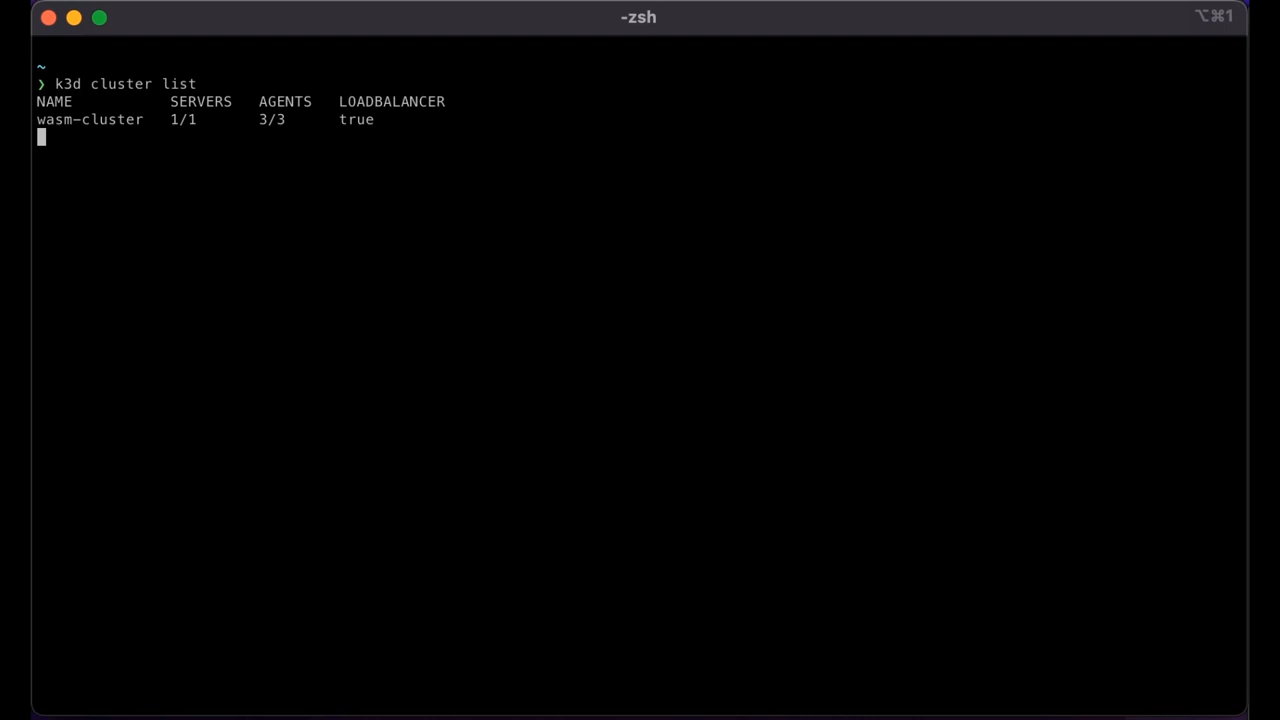 -zsh
⌥⌘1
~
❯ k3d cluster list
NAME SERVERS AGENTS LOADBALANCER
wasm-cluster 1/1 3/3 true